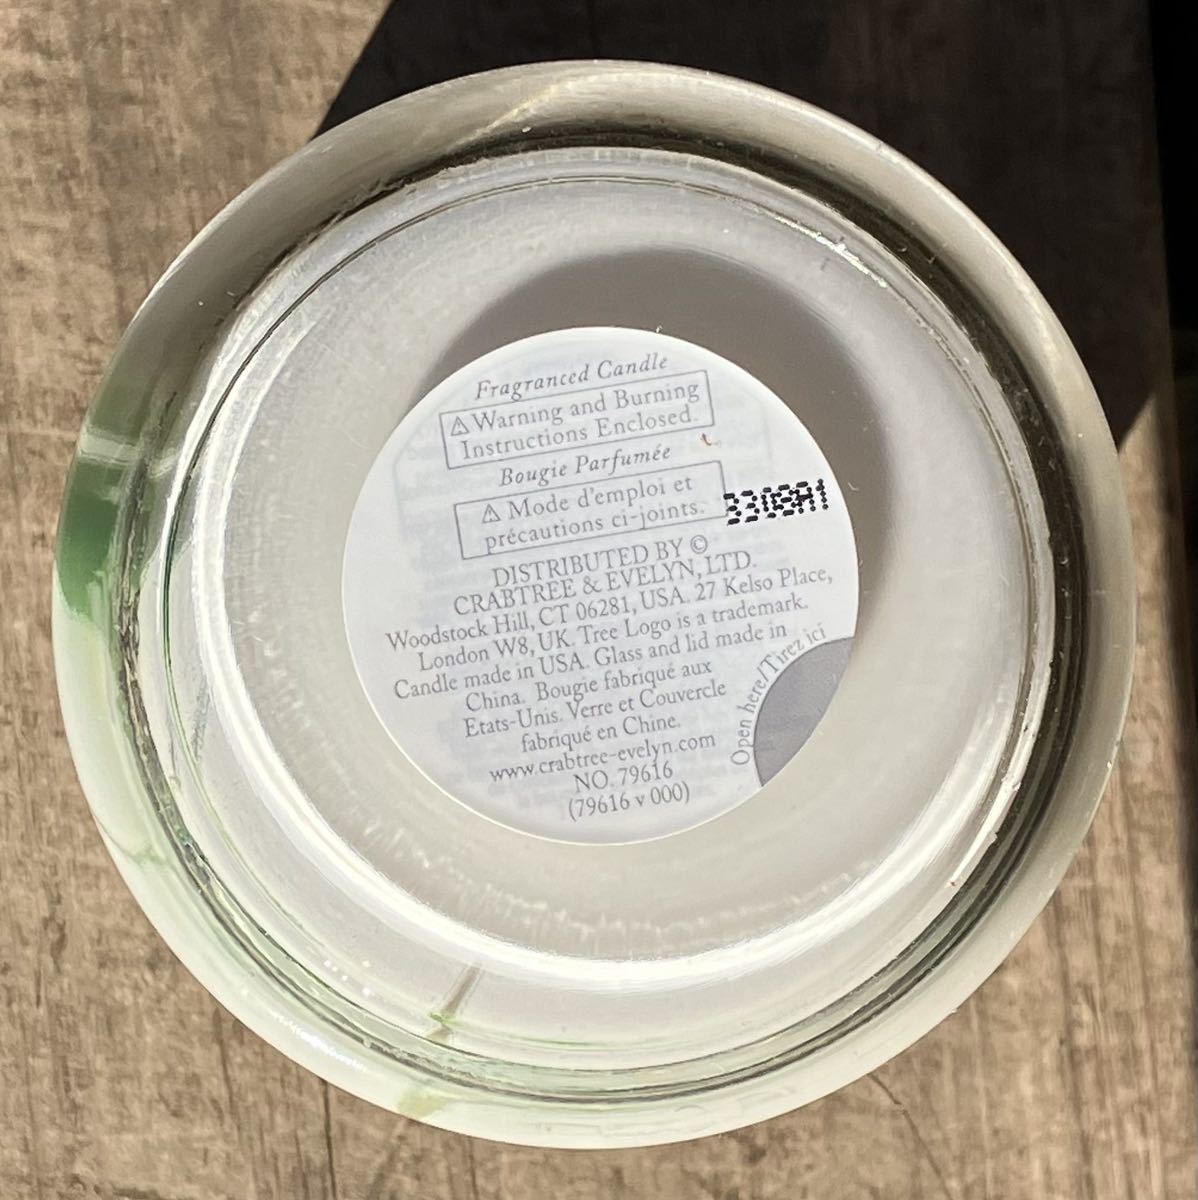 Fragranced Candle
⚠Warning and Burning
Instructions Enclosed.
Bougie Parfumée
⚠ Mode d'emploi et
précautions ci-joints.
DISTRIBUTED BY ©
CRABTREE & EVELYN, LTD.
Woodstock Hill, CT 06281, USA. 27 Kelso Place,
London W8, UK. Tree Logo is a trademark.
Candle made in USA. Glass and lid made in
China. Bougie fabriqué aux
Etats-Unis. Verre et Couvercle
fabriqué en Chine.
www.crabtree-evelyn.com
NO. 79616
(79616 v 000)
Open here/Tirez ici